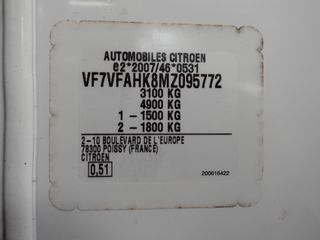 AUTOMOBILES CITROEN
e2*2007/46*0531
VF7VFAHK8MZ095772
3100 KG
4900 KG
1 - 1500 KG
2 - 1800 KG
2-10 BOULEVARD DE L'EUROPE
78300 POISSY (FRANCE)
CITROEN
0.51
200616422